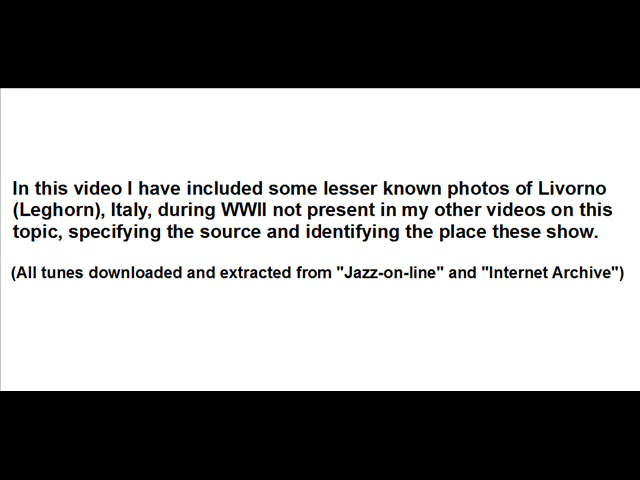 In this video I have included some lesser known photos of Livorno
(Leghorn), Italy, during WWII not present in my other videos on this
topic, specifying the source and identifying the place these show.
(All tunes downloaded and extracted from "Jazz-on-line" and "Internet Archive")